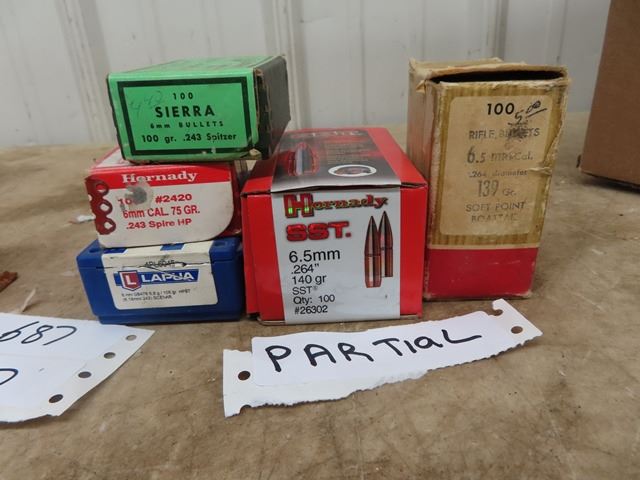 442
100
SIERRA
6mm BULLETS
100 gr. .243 Spitzer
Hornady
#2420
6mm CAL. 75 GR.
.243 Spire HP
LAPUA
Hornady
SST.
6.5mm
.264"
140 gr
SST®
Qty: 100
#26302
100
RIFLE BULLETS
6.5 Cal.
.264 diameter
139 Gr.
SOFT POINT
BOATTAIL
687
PARTIAL